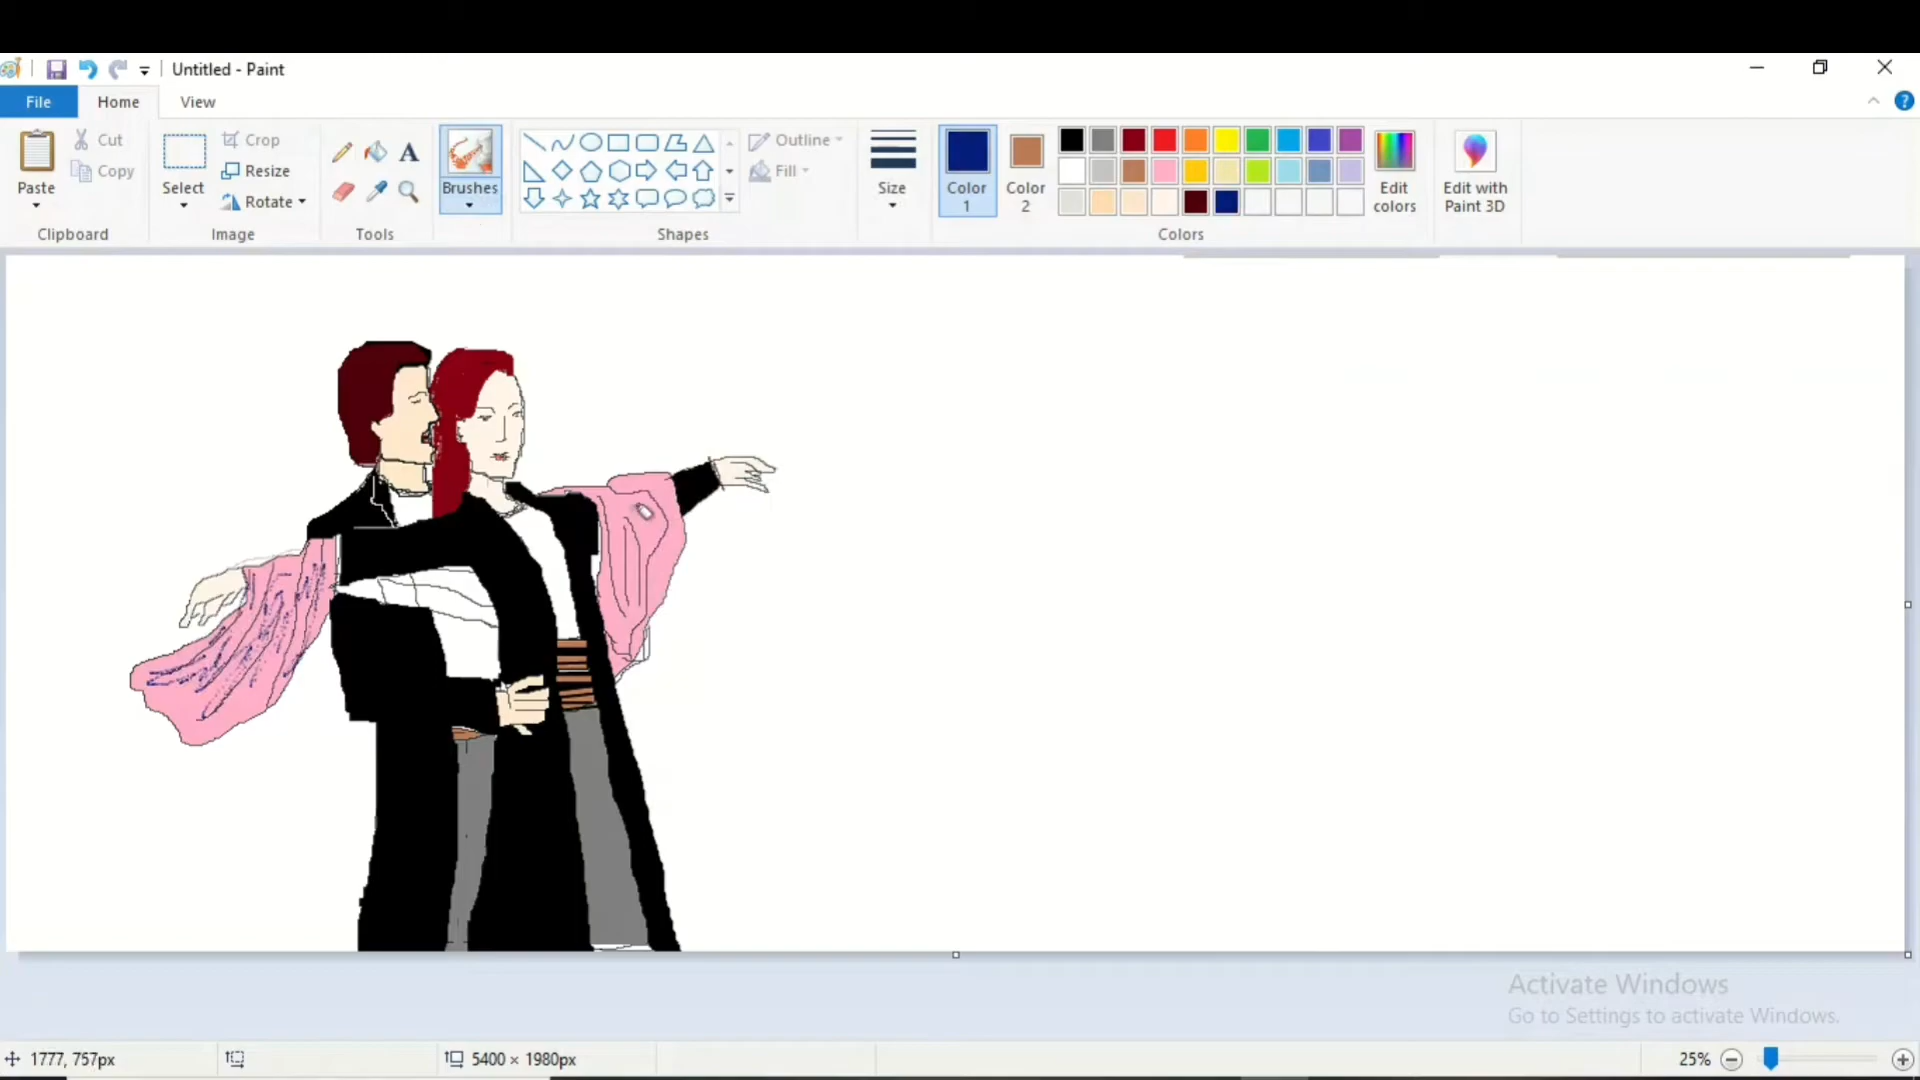 Untitled - Paint
File Home View
Paste Cut Copy Clipboard
Select Crop Resize Rotate Image
Tools
Brushes
Shapes
Outline Fill
Size
Color 1
Color 2
Colors
Edit colors
Edit with Paint 3D
Activate Windows
Go to Settings to activate Windows.
1777, 757px 5400 × 1980px 25%